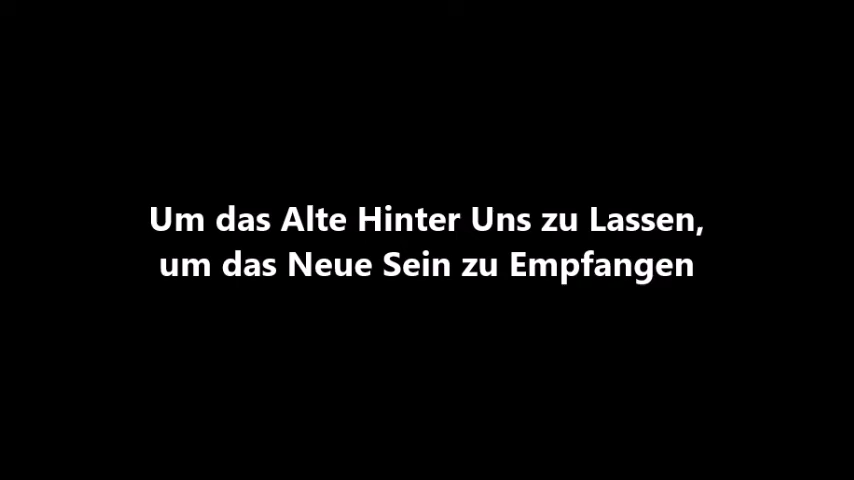 Um das Alte Hinter Uns zu Lassen,
um das Neue Sein zu Empfangen